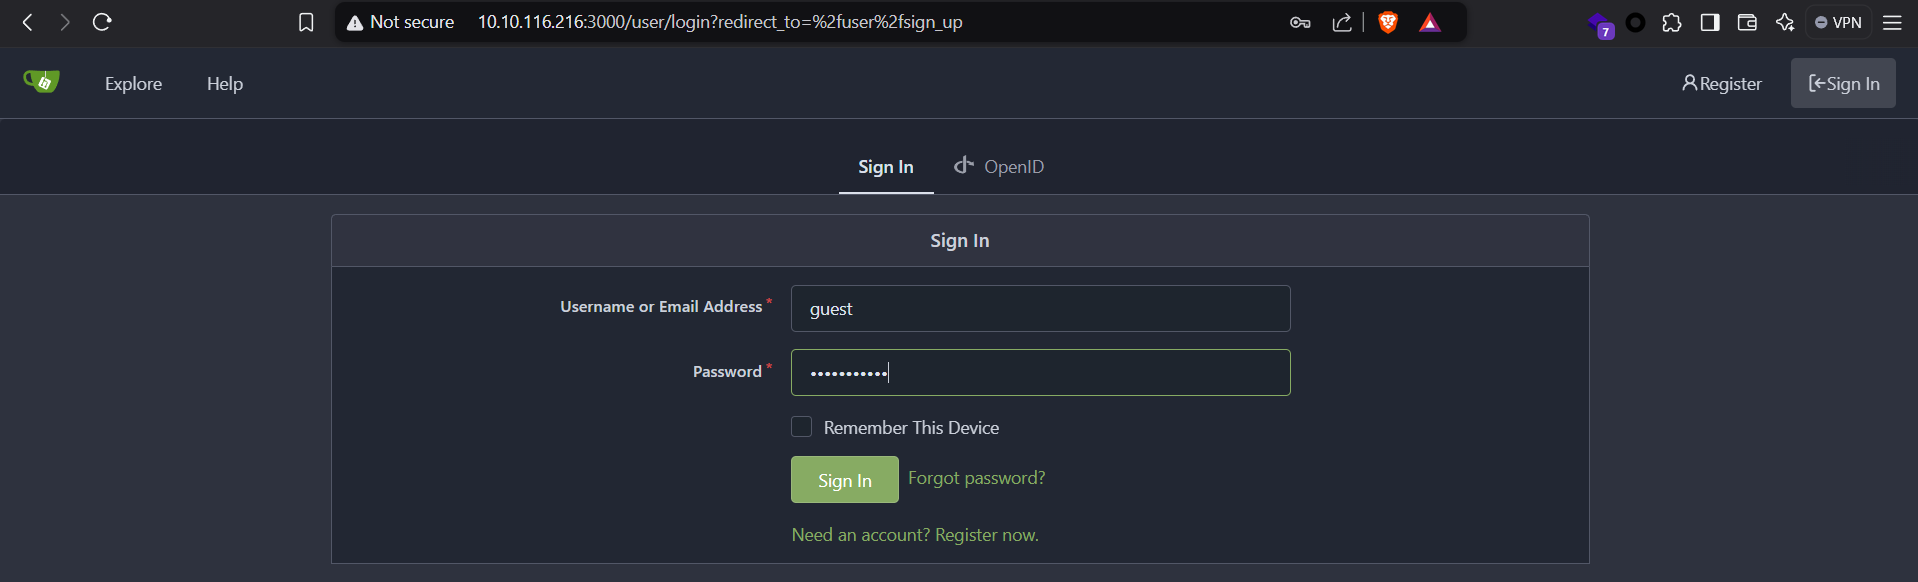 Not secure 10.10.116.216:3000/user/login?redirect_to=%2fuser%2fsign_up
7
VPN
Explore Help Register Sign In
Sign In OpenID
Sign In
Username or Email Address *
guest
Password *
•••••••••••
Remember This Device
Sign In Forgot password?
Need an account? Register now.